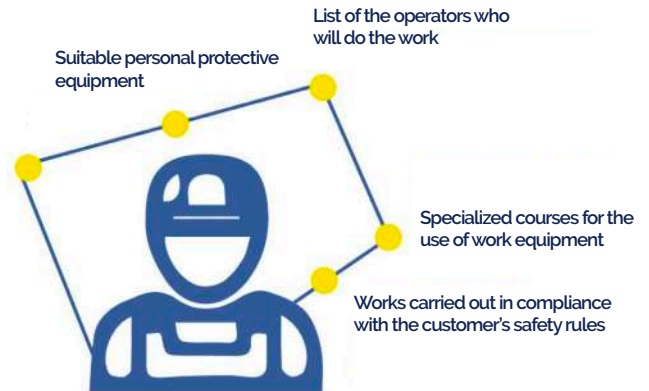 List of the operators who
will do the work
Suitable personal protective
equipment
Specialized courses for the
use of work equipment
Works carried out in compliance
with the customer's safety rules